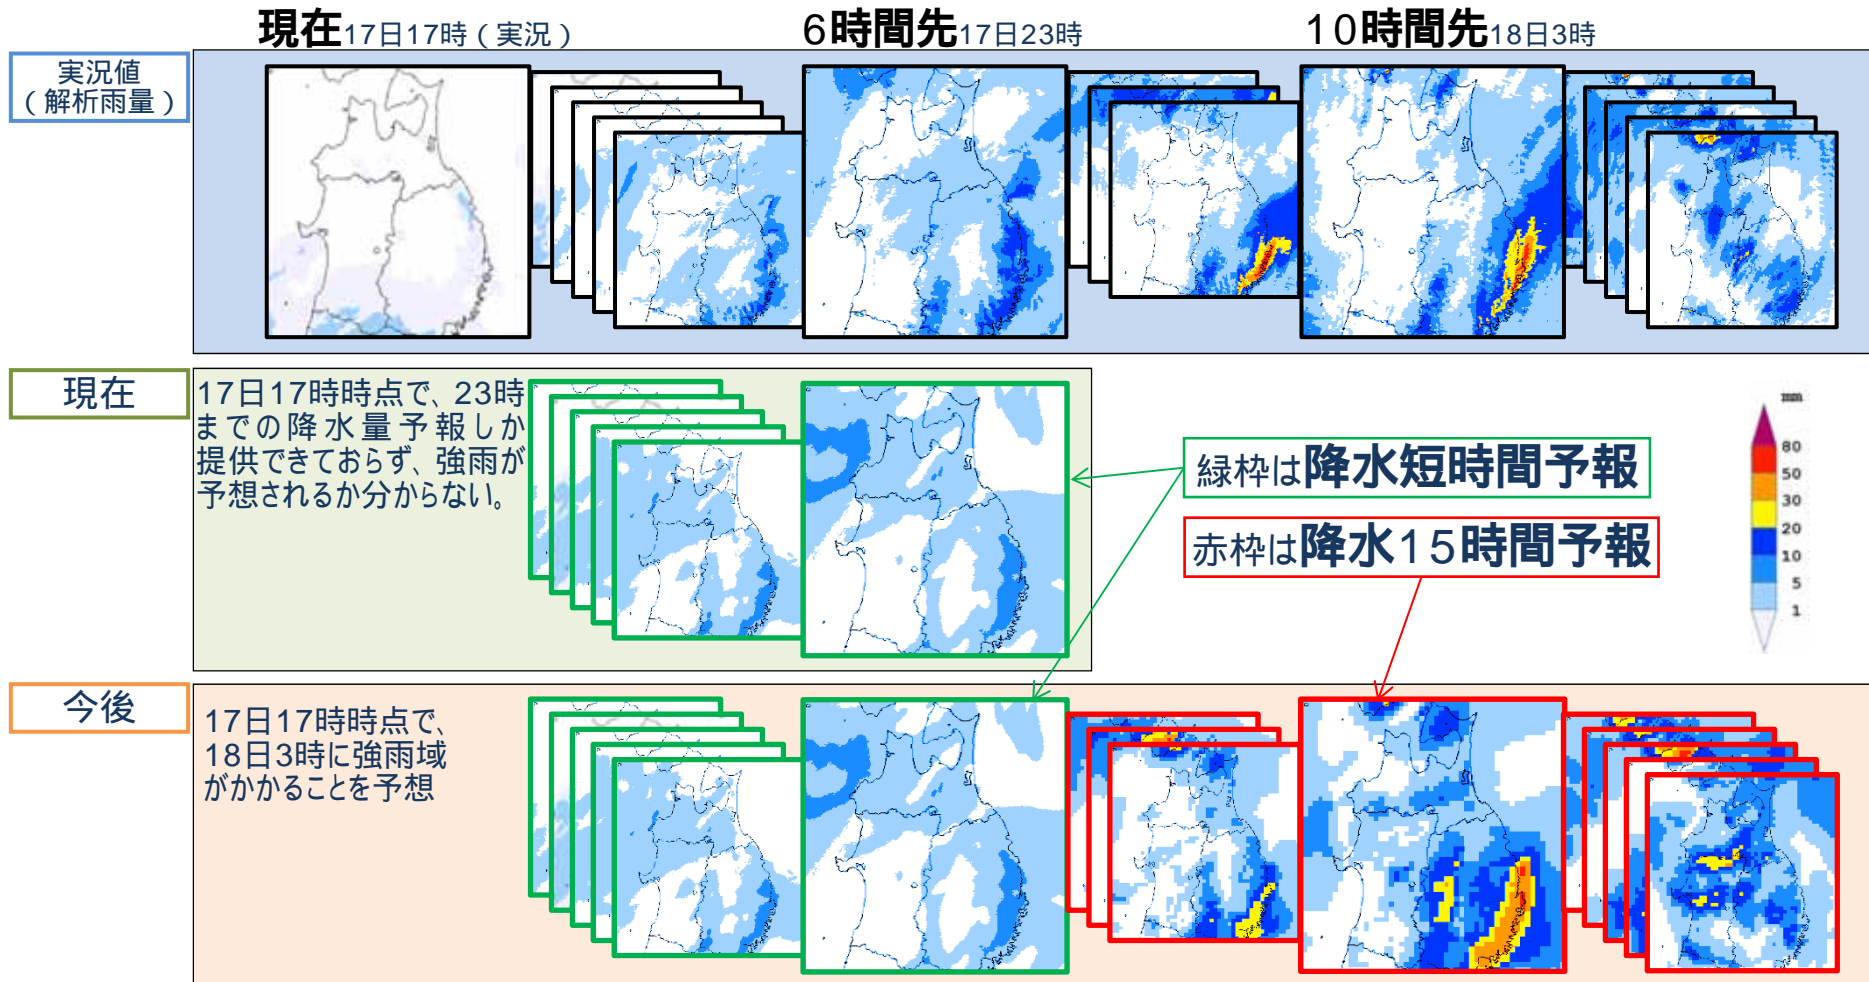 現在17日17時(実況)
6時間先17日23時
10時間先18日3時
実況値
(解析雨量)
現在
17日17時時点で、23時
までの降水量予報しか
提供できておらず、強雨が
予想されるか分からない。
緑枠は降水短時間予報
赤枠は降水15時間予報
mm
80
50
30
20
10
5
1
今後
17日17時時点で、
18日3時に強雨域
がかかることを予想